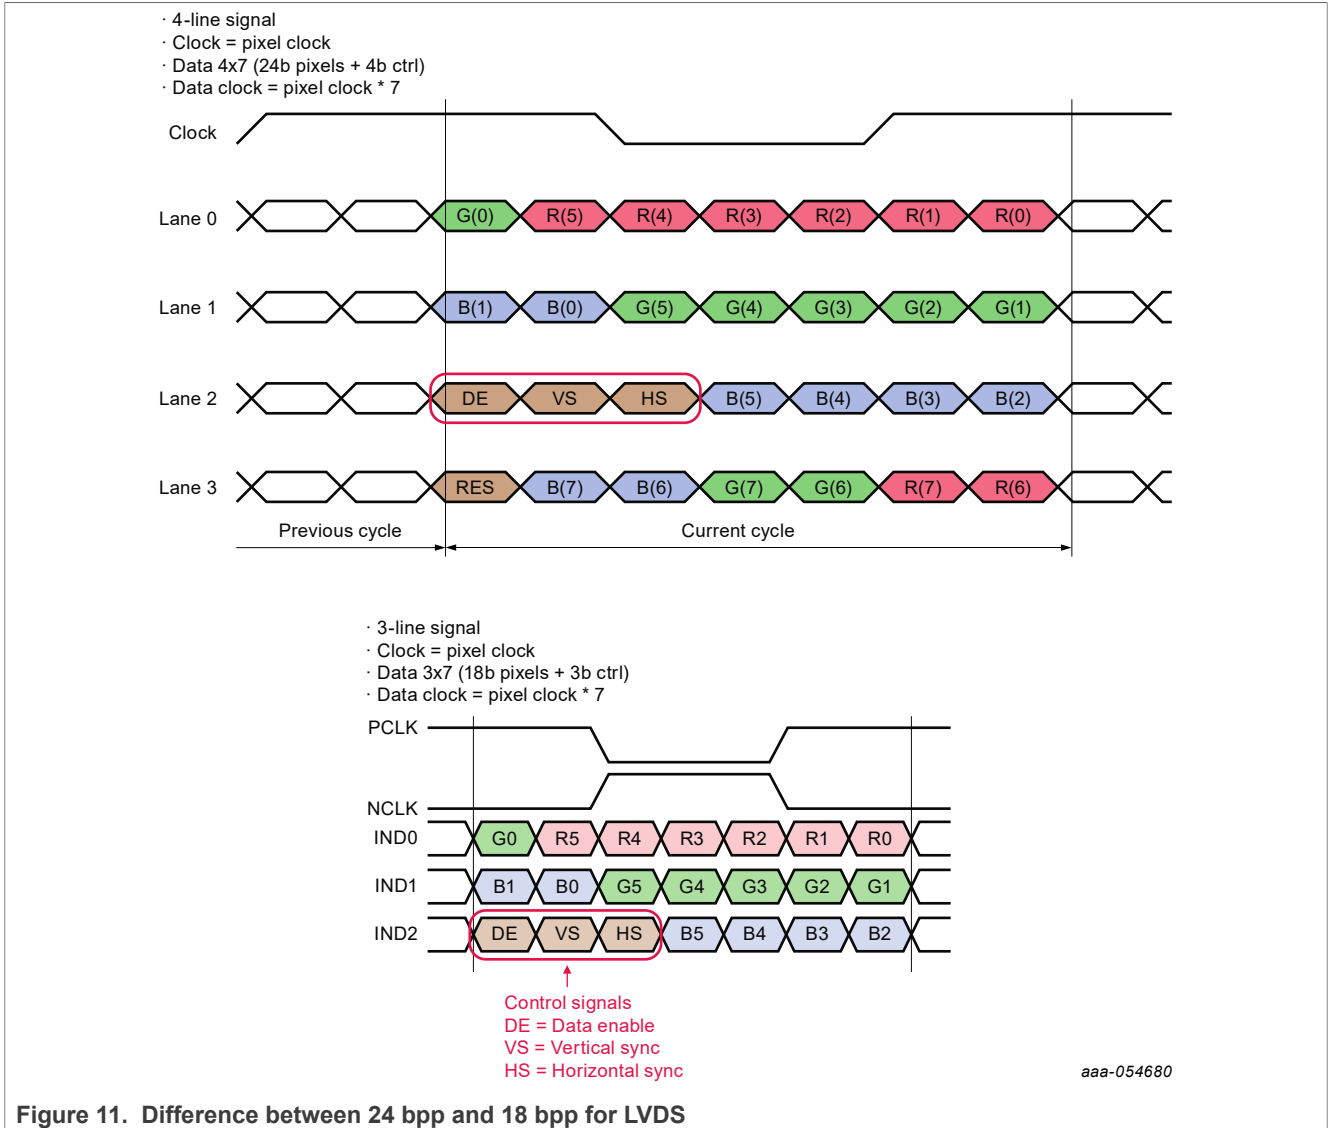 · 4-line signal
· Clock = pixel clock
· Data 4x7 (24b pixels + 4b ctrl)
· Data clock = pixel clock * 7
Clock
Lane 0 G(0) R(5) R(4) R(3) R(2) R(1) R(0)
Lane 1 B(1) B(0) G(5) G(4) G(3) G(2) G(1)
Lane 2 DE VS HS B(5) B(4) B(3) B(2)
Lane 3 RES B(7) B(6) G(7) G(6) R(7) R(6)
Previous cycle Current cycle
· 3-line signal
· Clock = pixel clock
· Data 3x7 (18b pixels + 3b ctrl)
· Data clock = pixel clock * 7
PCLK
NCLK
IND0 G0 R5 R4 R3 R2 R1 R0
IND1 B1 B0 G5 G4 G3 G2 G1
IND2 DE VS HS B5 B4 B3 B2
Control signals
DE = Data enable
VS = Vertical sync
HS = Horizontal sync
aaa-054680
Figure 11. Difference between 24 bpp and 18 bpp for LVDS